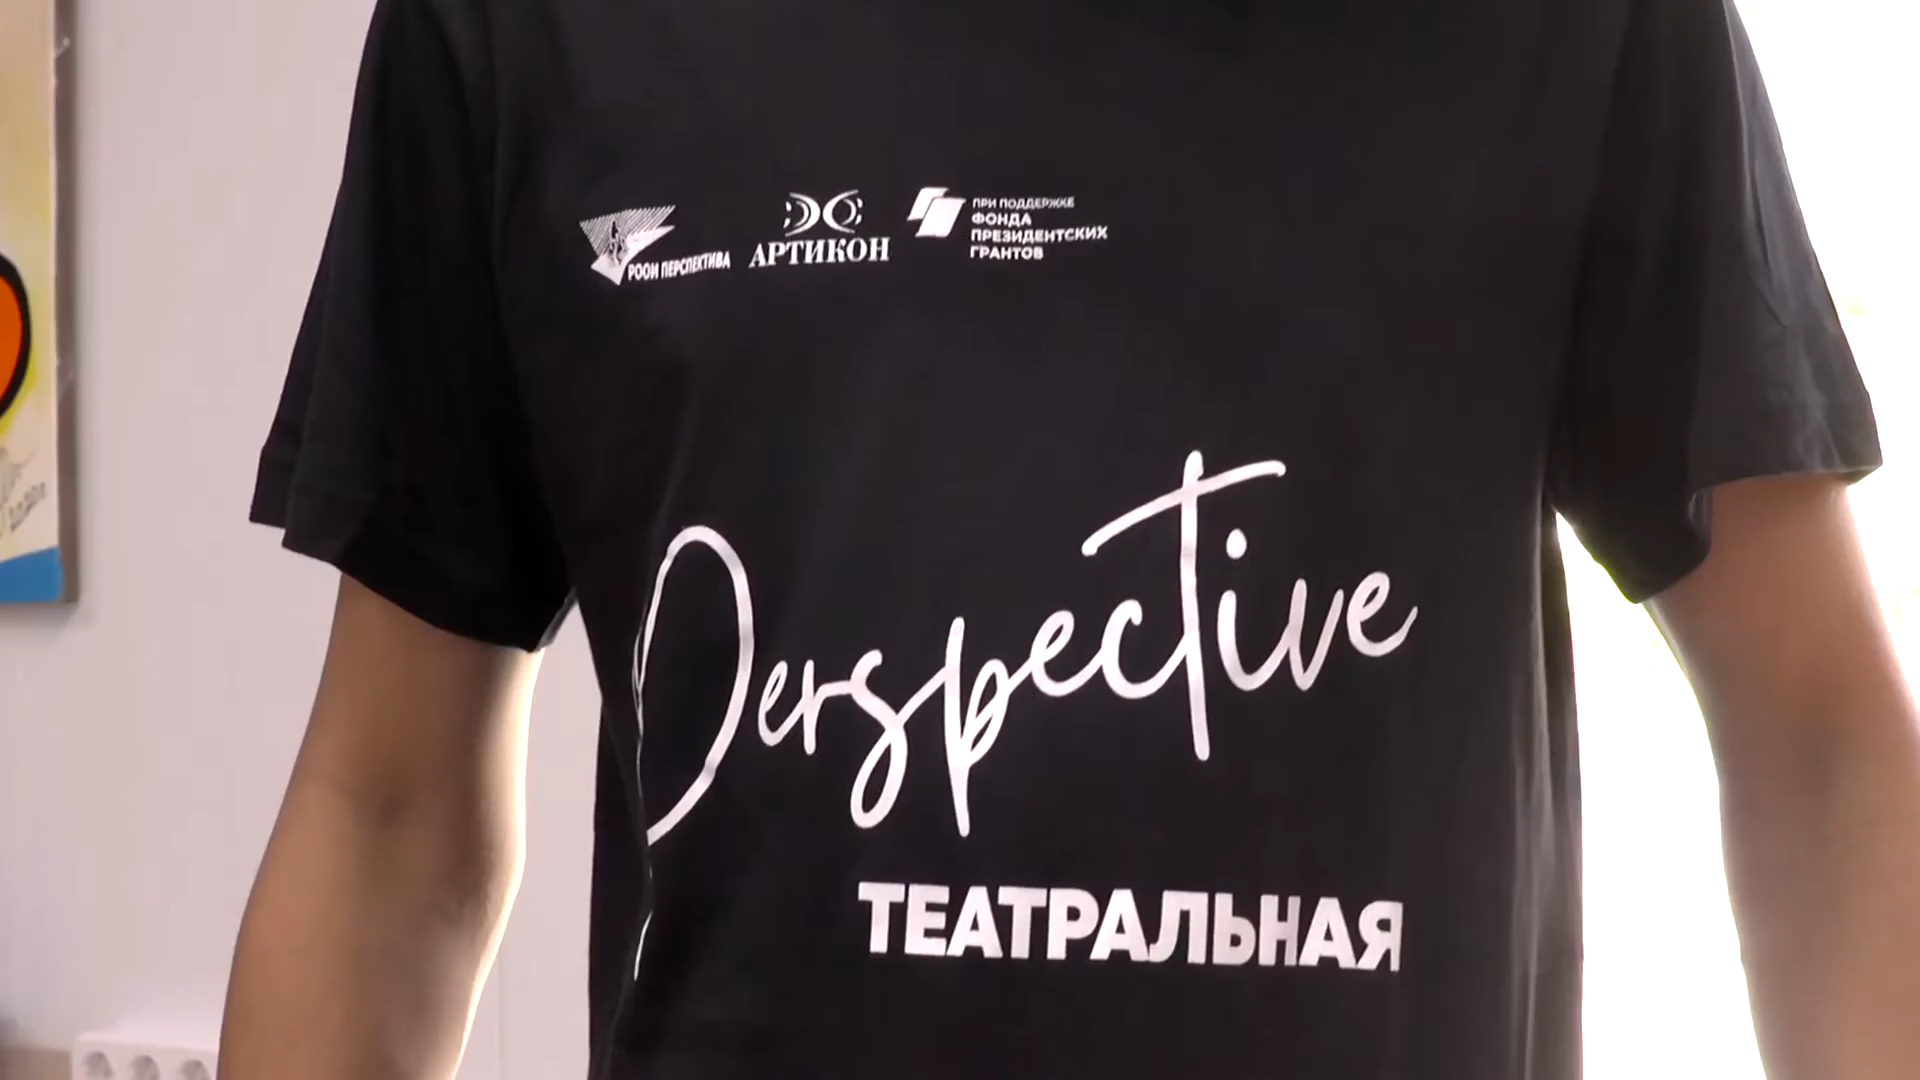 РООИ ПЕРСПЕКТИВА
АРТИКОН
ПРИ ПОДДЕРЖКЕ
ФОНДА
ПРЕЗИДЕНТСКИХ
ГРАНТОВ
Perspective
ТЕАТРАЛЬНАЯ